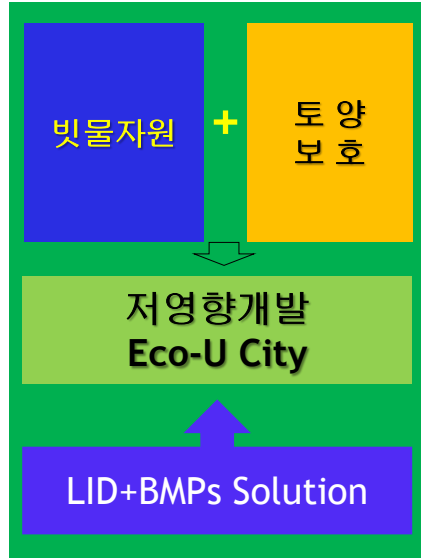 빗물자원
+
토 양
보 호
저영향개발
Eco-U City
LID+BMPs Solution